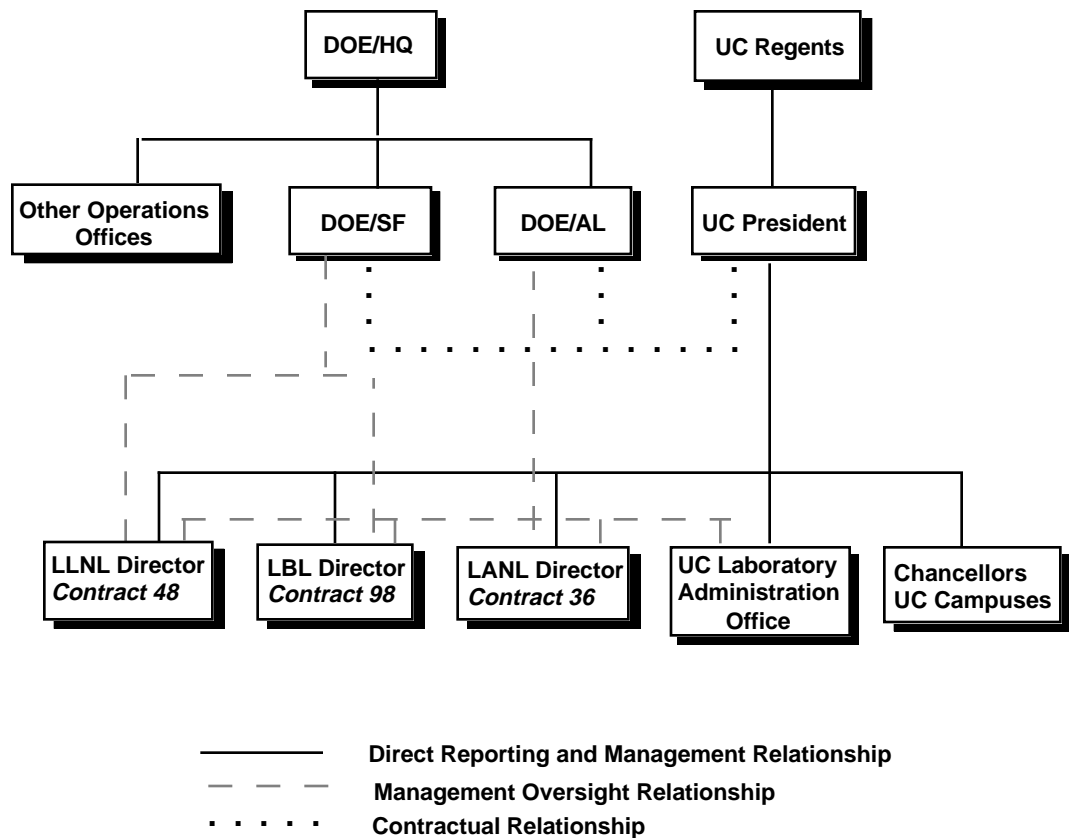 DOE/HQ
UC Regents
Other Operations
Offices
DOE/SF
DOE/AL
UC President
LLNL Director
Contract 48
LBL Director
Contract 98
LANL Director
Contract 36
UC Laboratory
Administration
Office
Chancellors
UC Campuses
Direct Reporting and Management Relationship
Management Oversight Relationship
Contractual Relationship